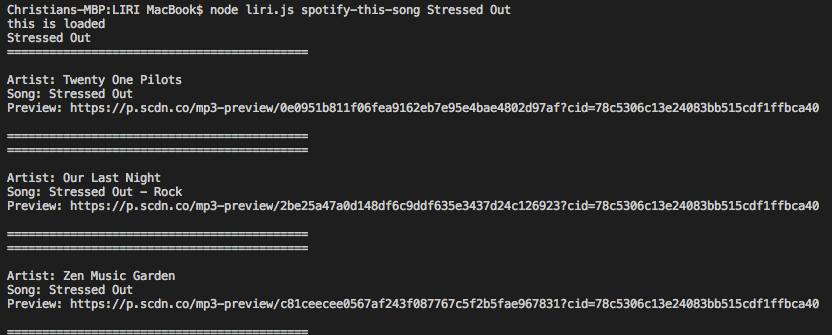 Christians-MBP:LIRI MacBook$ node liri.js spotify-this-song Stressed Out
this is loaded
Stressed Out
===========================================
Artist: Twenty One Pilots
Song: Stressed Out
Preview: https://p.scdn.co/mp3-preview/0e0951b811f06fea9162eb7e95e4bae4802d97af?cid=78c5306c13e24083bb515cdf1ffbca40
===========================================
===========================================
Artist: Our Last Night
Song: Stressed Out - Rock
Preview: https://p.scdn.co/mp3-preview/2be25a47a0d148df6c9ddf635e3437d24c126923?cid=78c5306c13e24083bb515cdf1ffbca40
===========================================
===========================================
Artist: Zen Music Garden
Song: Stressed Out
Preview: https://p.scdn.co/mp3-preview/c81ceecee0567af243f087767c5f2b5fae967831?cid=78c5306c13e24083bb515cdf1ffbca40
===========================================